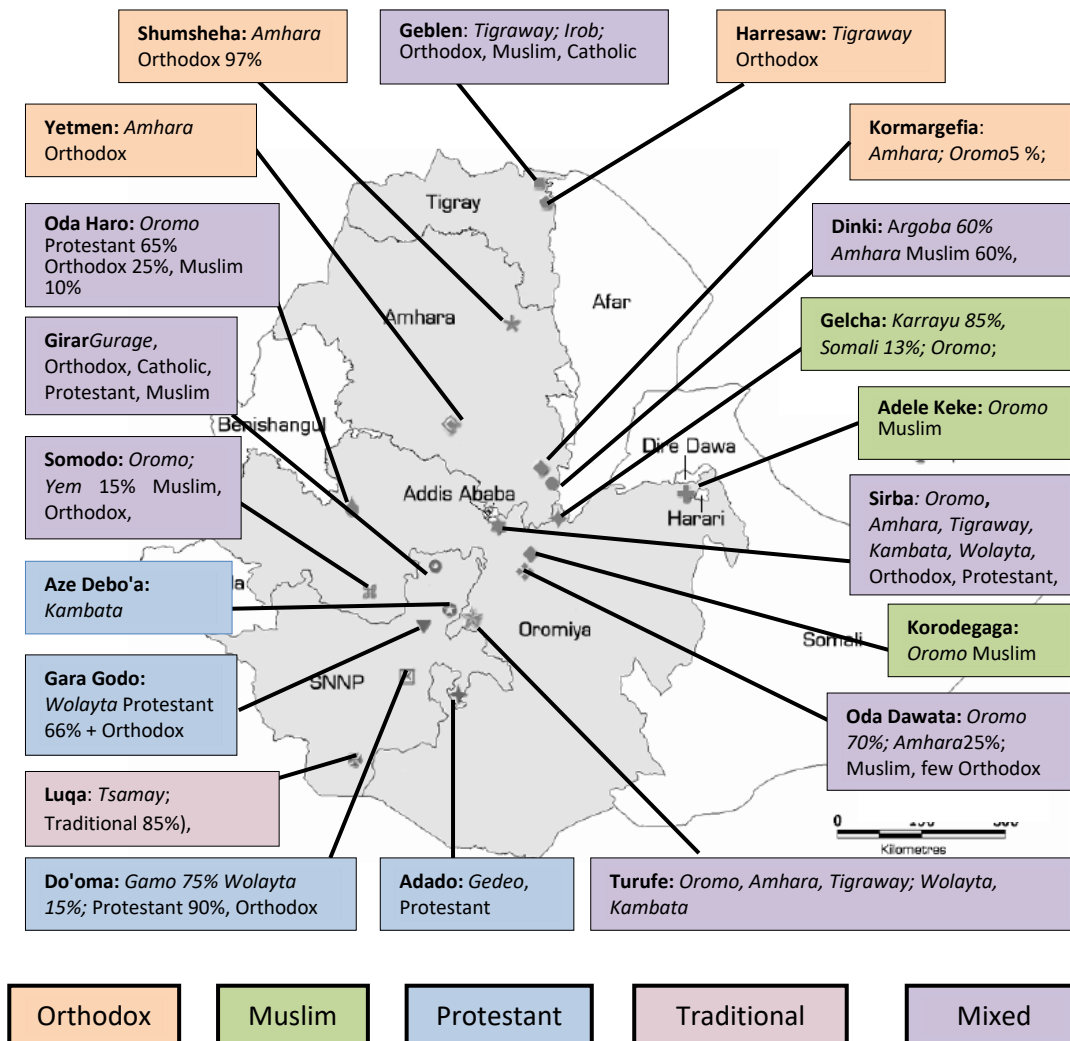 Shumsheha: Amhara
Orthodox 97%
Geblen: Tigraway; Irob;
Orthodox, Muslim, Catholic
Harresaw: Tigraway
Orthodox
Yetmen: Amhara
Orthodox
Kormargefia:
Amhara; Oromo5 %;
Oda Haro: Oromo
Protestant 65%
Orthodox 25%, Muslim
10%
Dinki: Argoba 60%
Amhara Muslim 60%,
Gelcha: Karrayu 85%,
Somali 13%; Oromo;
GirarGurage,
Orthodox, Catholic,
Protestant, Muslim
Adele Keke: Oromo
Muslim
Somodo: Oromo;
Yem 15% Muslim,
Orthodox,
Sirba: Oromo,
Amhara, Tigraway,
Kambata, Wolayta,
Orthodox, Protestant,
Aze Debo'a:
Kambata
Korodegaga:
Oromo Muslim
Gara Godo:
Wolayta Protestant
66% + Orthodox
Oda Dawata: Oromo
70%; Amhara25%;
Muslim, few Orthodox
Luqa: Tsamay;
Traditional 85%),
Do'oma: Gamo 75% Wolayta
15%; Protestant 90%, Orthodox
Adado: Gedeo,
Protestant
Turufe: Oromo, Amhara, Tigraway; Wolayta,
Kambata
Tigray
Afar
Amhara
Benishangul
Dire Dawa
Addis Ababa
Harari
Oromiya
Somali
SNNP
0
Kilometres
Orthodox
Muslim
Protestant
Traditional
Mixed